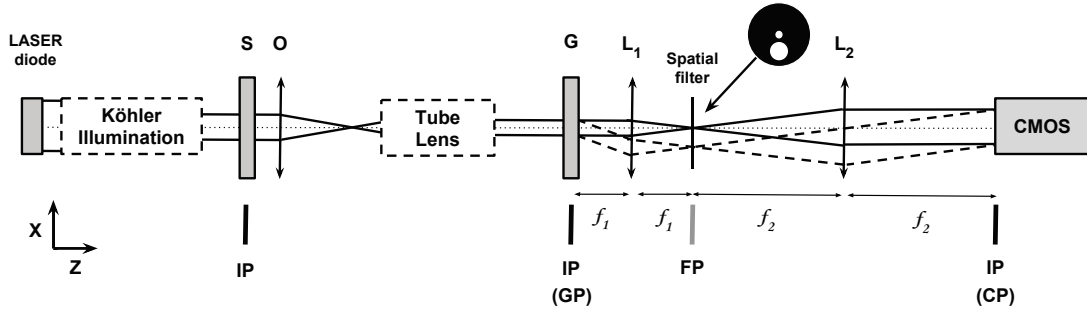 LASER
diode
S
O
G
L1
Spatial
filter
L2
Köhler
Illumination
Tube
Lens
CMOS
f1
f1
f2
f2
X
Z
IP
IP
(GP)
FP
IP
(CP)